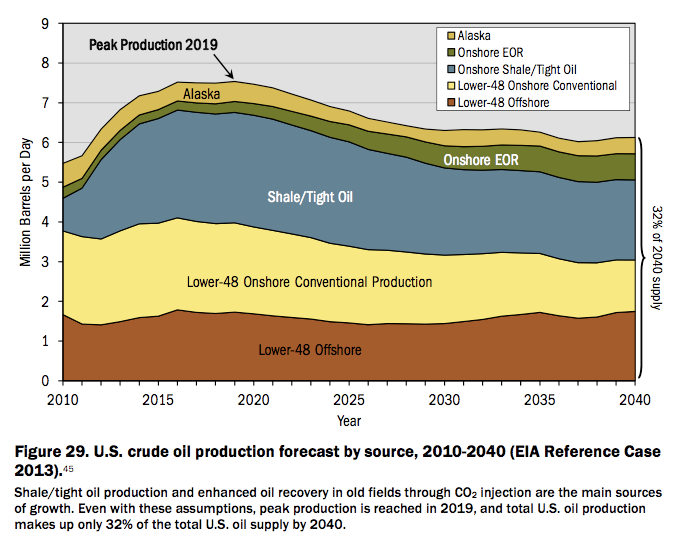 9
8
7
6
5
4
3
2
1
0
Million Barrels per Day
Peak Production 2019
Alaska
Onshore EOR
Onshore Shale/Tight Oil
Lower-48 Onshore Conventional
Lower-48 Offshore
Alaska
Onshore EOR
Shale/Tight Oil
Lower-48 Onshore Conventional Production
Lower-48 Offshore
32% of 2040 supply
2010 2015 2020 2025 2030 2035 2040
Year
Figure 29. U.S. crude oil production forecast by source, 2010-2040 (EIA Reference Case
2013).⁴⁵
Shale/tight oil production and enhanced oil recovery in old fields through CO₂ injection are the main sources
of growth. Even with these assumptions, peak production is reached in 2019, and total U.S. oil production
makes up only 32% of the total U.S. oil supply by 2040.